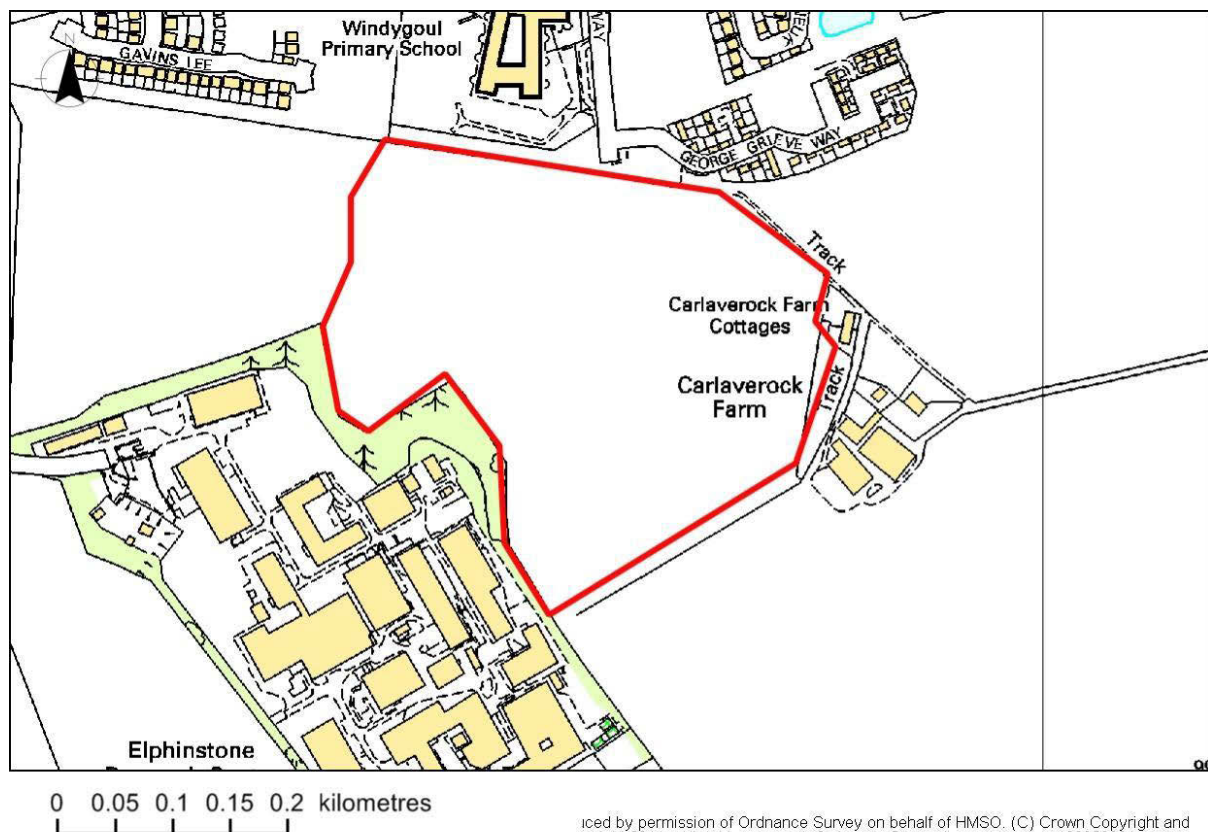 Windygoul
Primary School
WAY
GAVINS LEE
N
GEORGE GRIEVE WAY
Track
Carlaverock Farm
Cottages
Carlaverock
Farm
Track
Elphinstone
0 0.05 0.1 0.15 0.2 kilometres
uced by permission of Ordnance Survey on behalf of HMSO. (C) Crown Copyright and